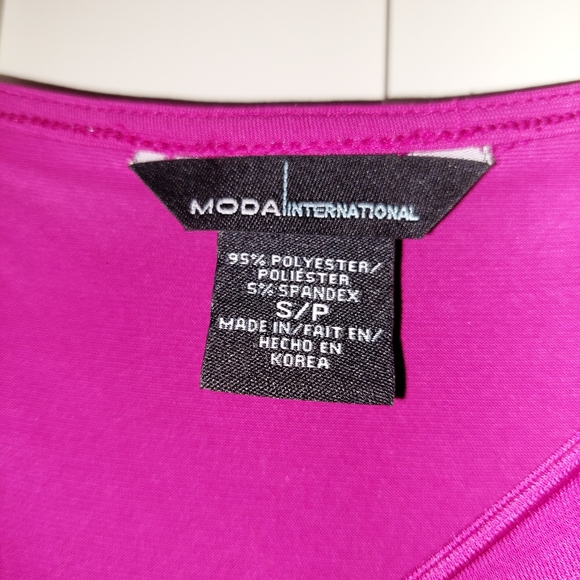 MODA INTERNATIONAL
95% POLYESTER/
POLIÉSTER
5% SPANDEX
S/P
MADE IN/FAIT EN/
HECHO EN
KOREA